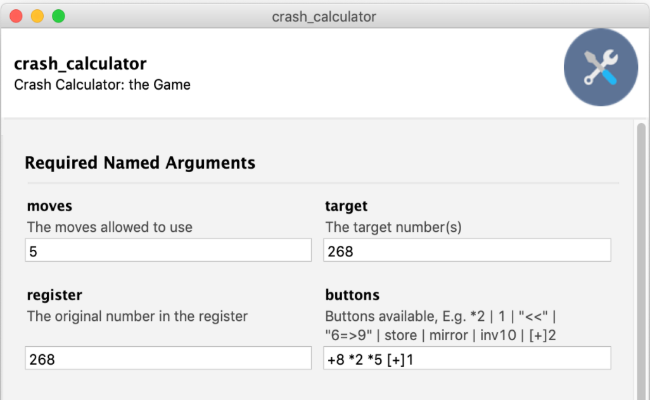 crash_calculator
crash_calculator
Crash Calculator: the Game
Required Named Arguments
moves
The moves allowed to use
5
target
The target number(s)
268
register
The original number in the register
268
buttons
Buttons available, E.g. *2 | 1 | "<<" |
"6=>9" | store | mirror | inv10 | [+]2
+8 *2 *5 [+]1